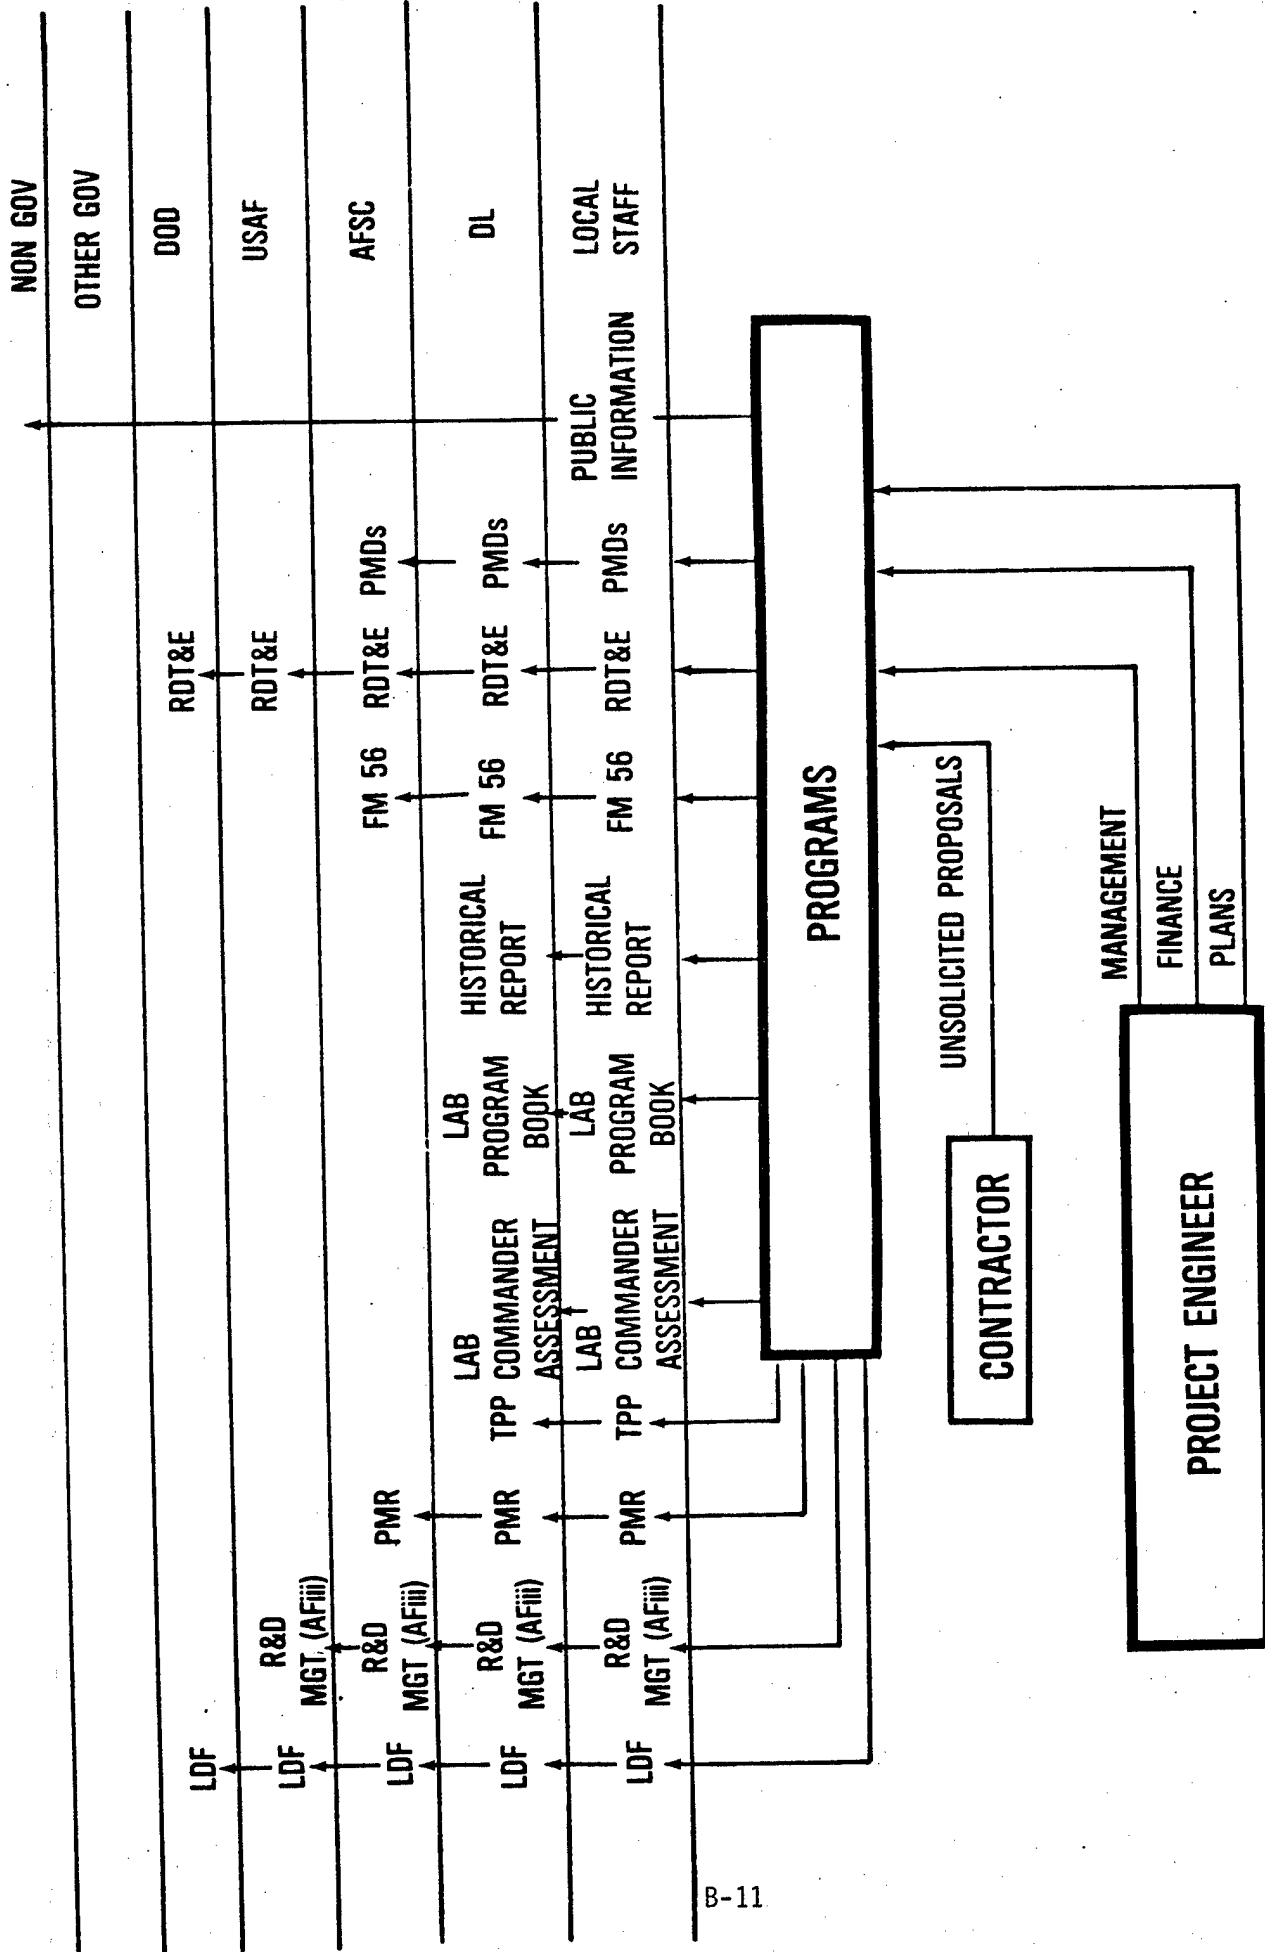 NON GOV
OTHER GOV
DOD
USAF
AFSC
DL
LOCAL
STAFF
LDF
RDT&E
LDF
R&D
MGT (AFiii)
RDT&E
LDF
R&D
MGT (AFiii)
PMR
FM 56
RDT&E
PMDs
LDF
R&D
MGT (AFiii)
PMR
TPP
LAB
COMMANDER
ASSESSMENT
LAB
PROGRAM
BOOK
HISTORICAL
REPORT
FM 56
RDT&E
PMDs
LDF
R&D
MGT (AFiii)
PMR
TPP
LAB
COMMANDER
ASSESSMENT
LAB
PROGRAM
BOOK
HISTORICAL
REPORT
FM 56
RDT&E
PMDs
PUBLIC
INFORMATION
PROGRAMS
UNSOLICITED PROPOSALS
CONTRACTOR
MANAGEMENT
FINANCE
PLANS
PROJECT ENGINEER
B-11